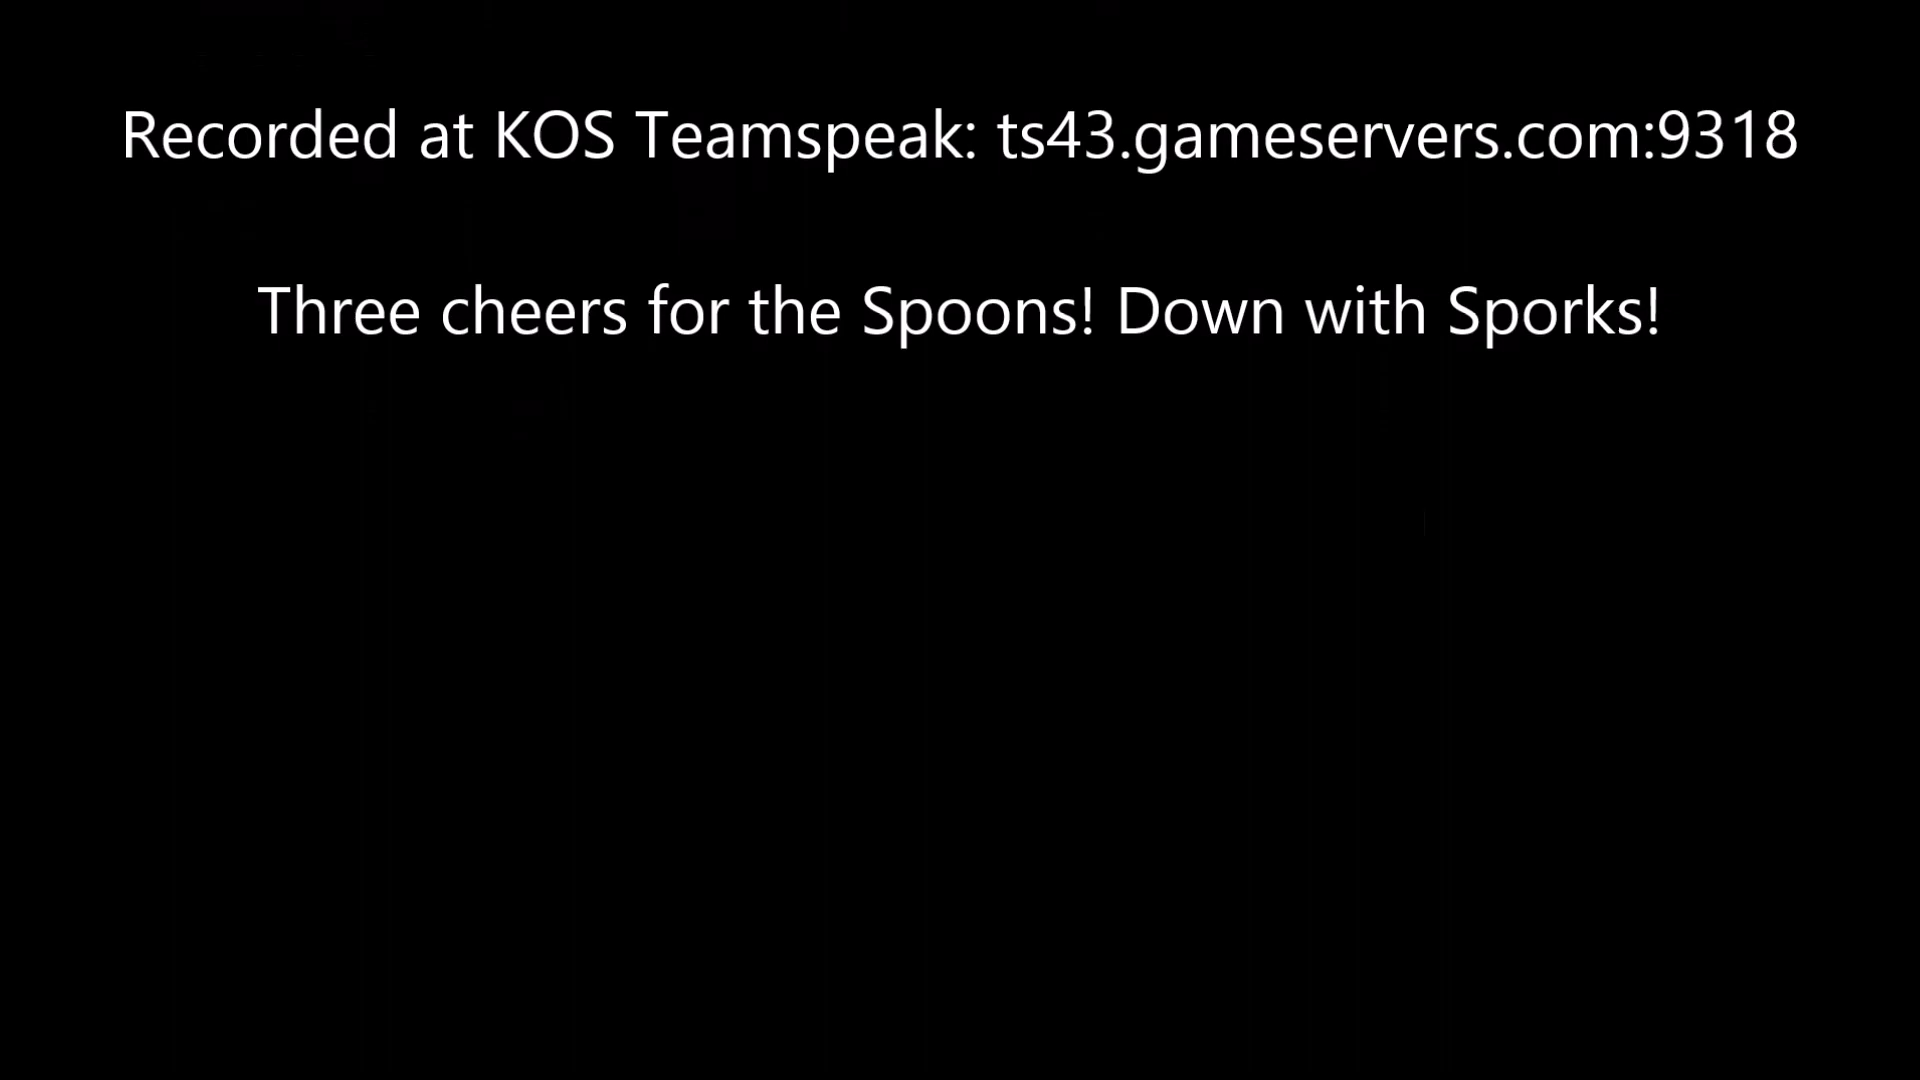 Recorded at KOS Teamspeak: ts43.gameservers.com:9318
Three cheers for the Spoons! Down with Sporks!